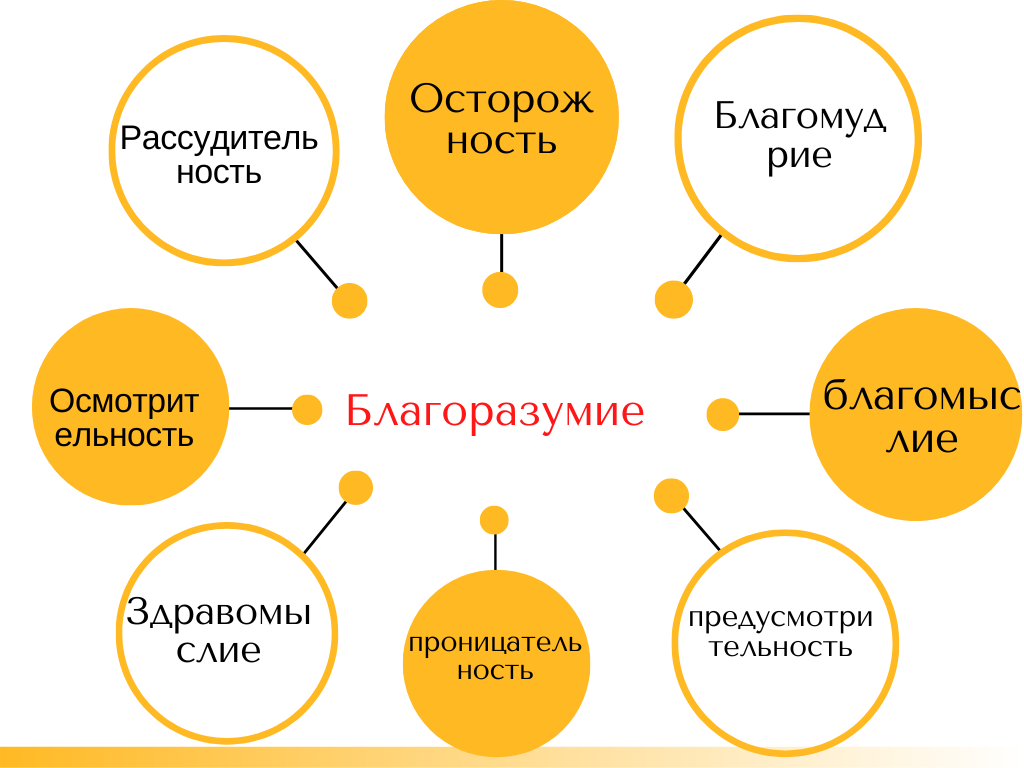 Рассудитель
ность
Осторож
ность
Благомуд
рие
Осмотрит
ельность
Благоразумие
благомыс
лие
Здравомы
слие
проницатель
ность
предусмотри
тельность